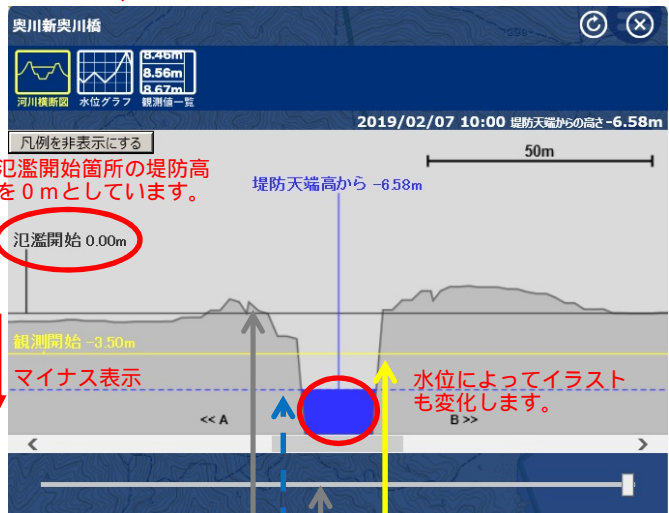 奥川新奥川橋
8.46m
8.56m
8.67m
河川横断図 水位グラフ 観測値一覧
2019/02/07 10:00 堤防天端からの高さ-6.58m
凡例を非表示にする
50m
氾濫開始箇所の堤防高
を0mとしています。
堤防天端高から -6.58m
氾濫開始 0.00m
観測開始 -3.50m
マイナス表示
水位によってイラスト
も変化します。
<< A
B >>